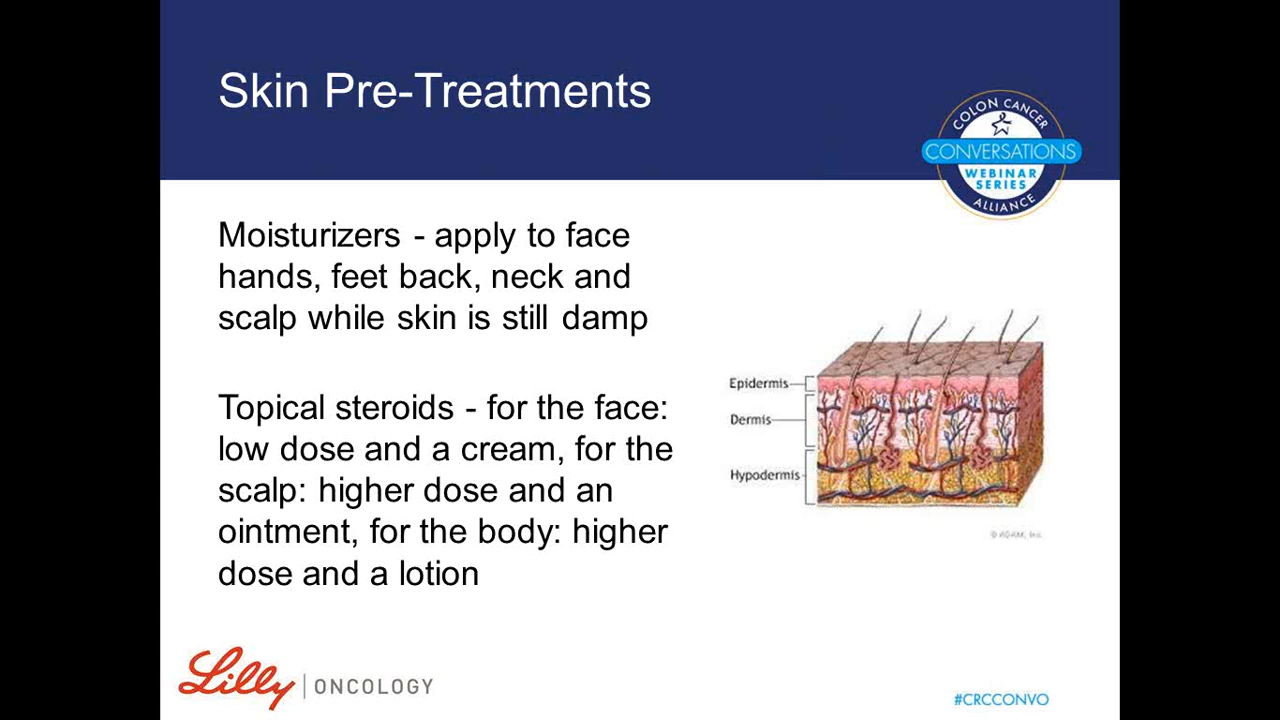 Skin Pre-Treatments
COLON CANCER
CONVERSATIONS
WEBINAR
SERIES
ALLIANCE
Moisturizers - apply to face
hands, feet back, neck and
scalp while skin is still damp
Topical steroids - for the face:
low dose and a cream, for the
scalp: higher dose and an
ointment, for the body: higher
dose and a lotion
Epidermis
Dermis
Hypodermis
© ADAM, Inc.
Lilly ONCOLOGY
#CRCCONVO